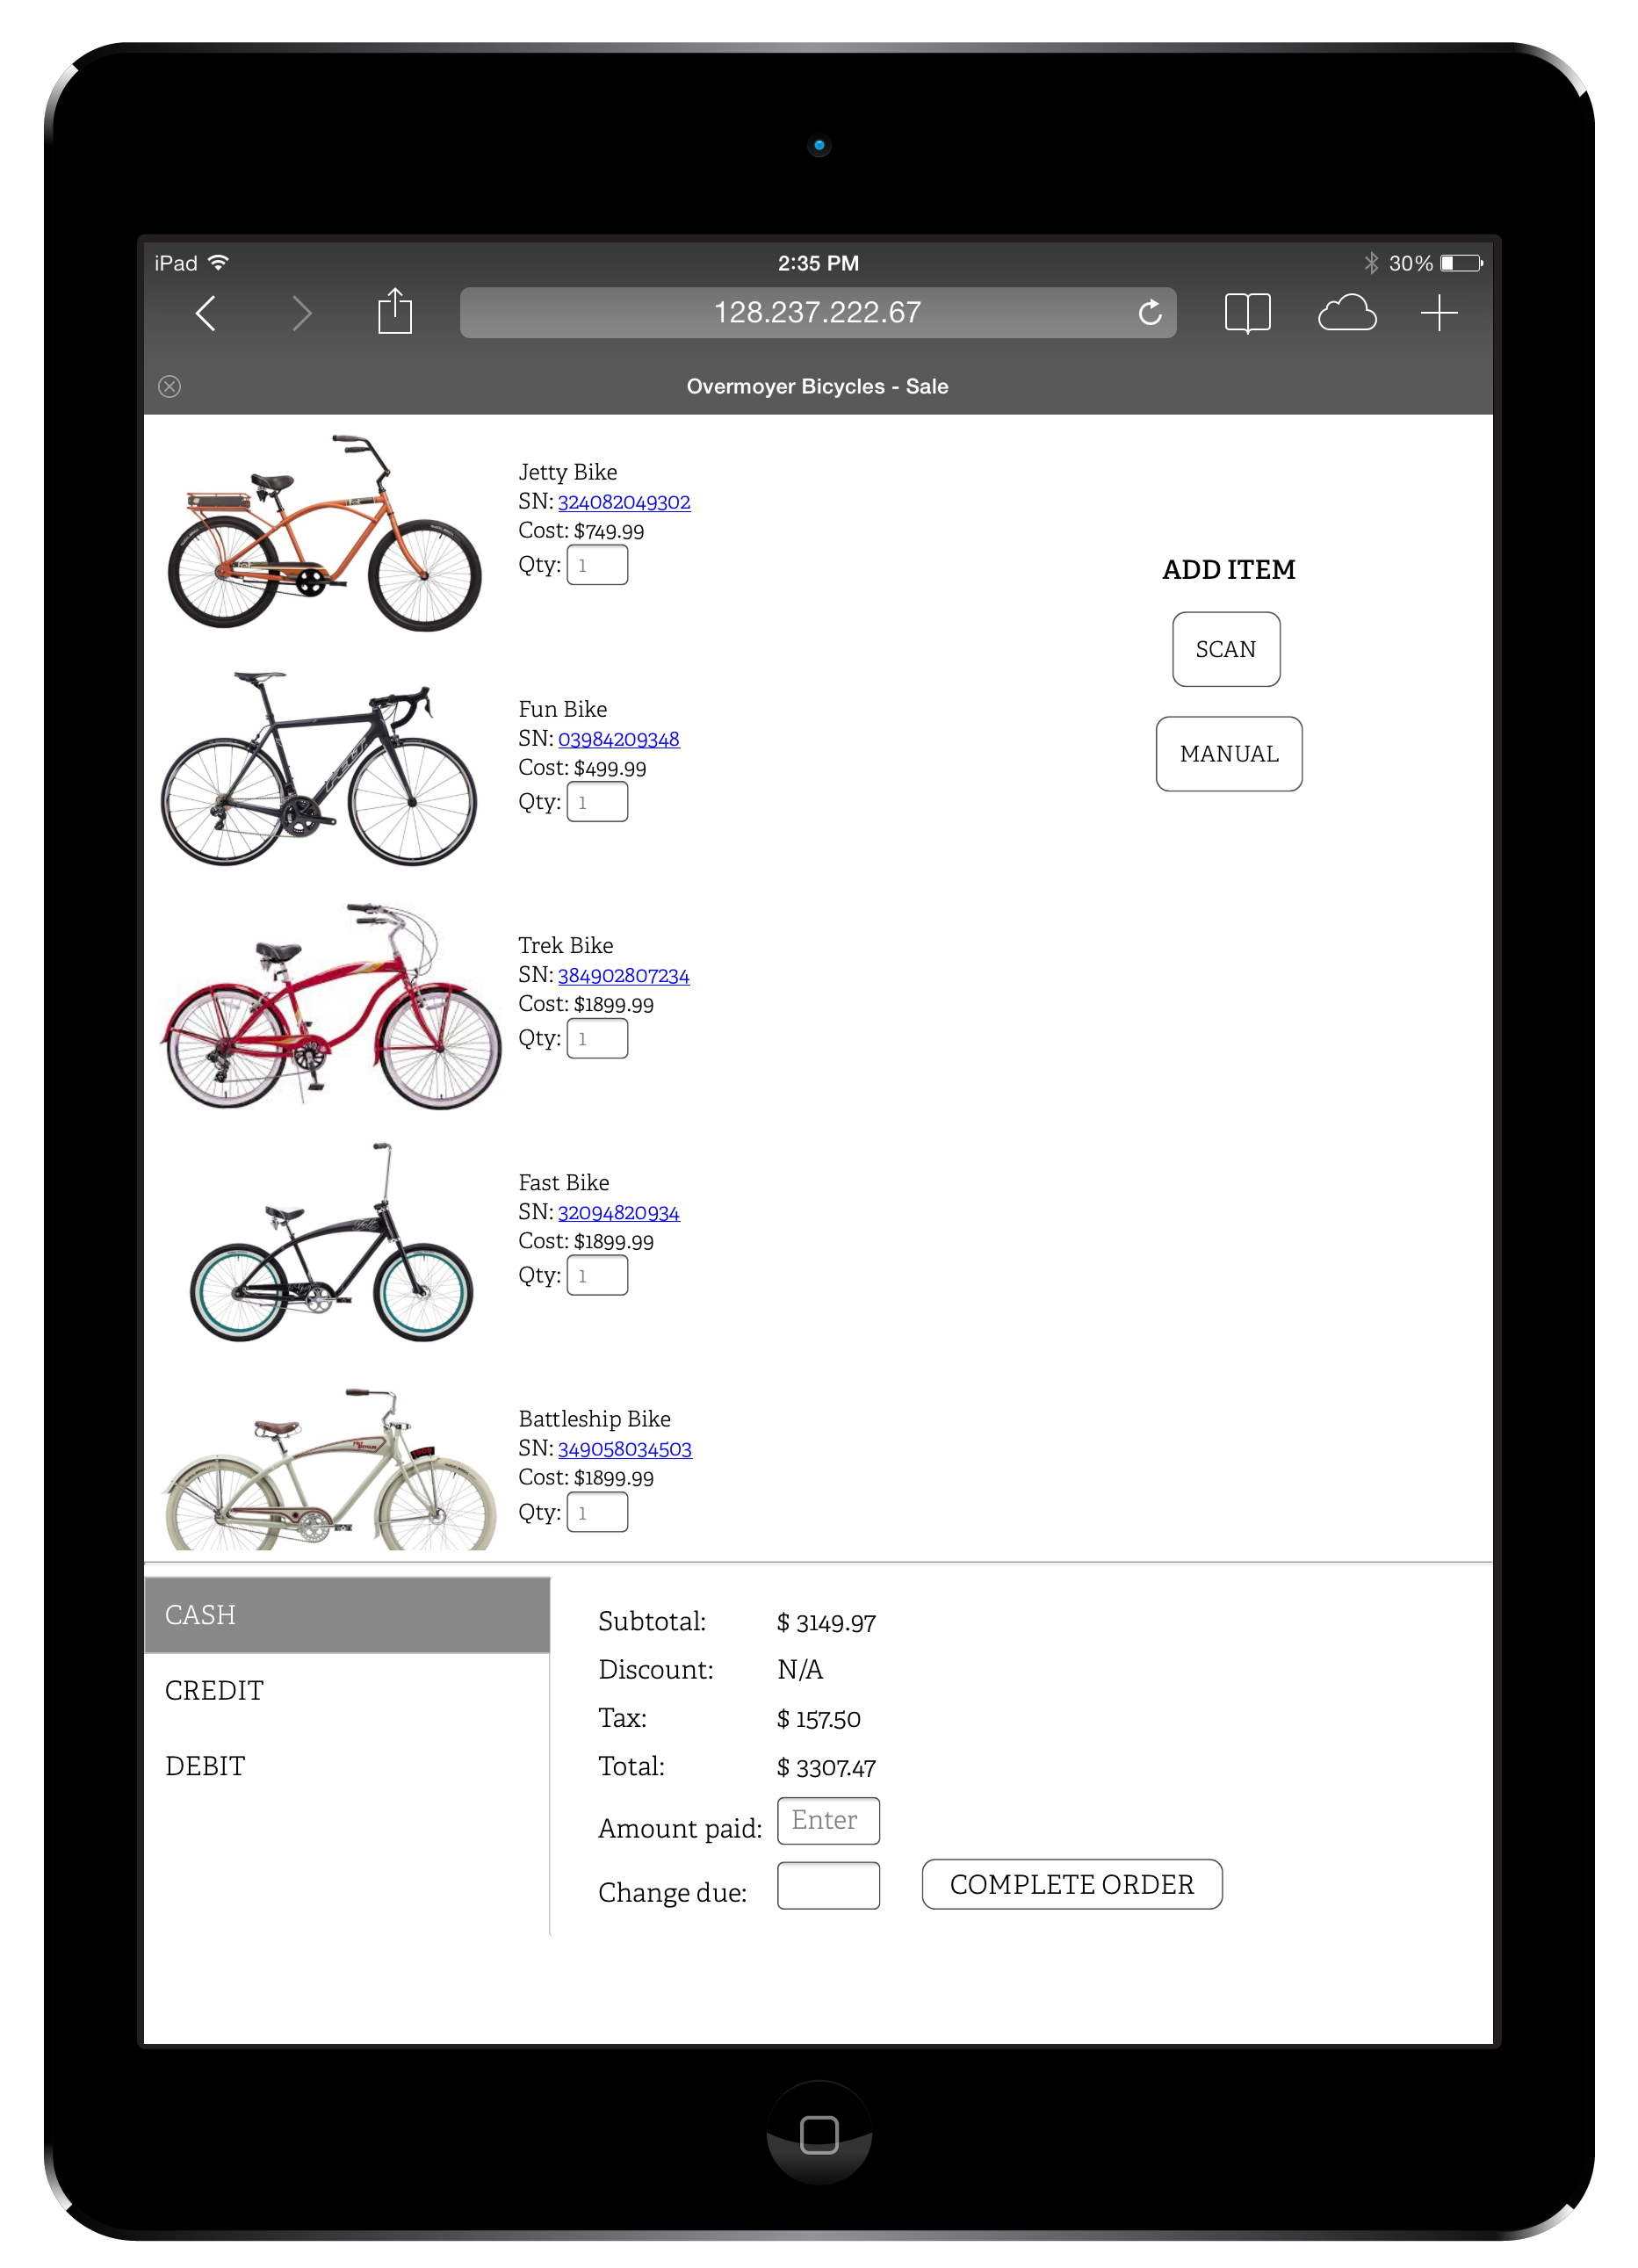 iPad
2:35 PM
30%
128.237.222.67
Overmoyer Bicycles - Sale
Jetty Bike
SN: 324082049302
Cost: $749.99
Qty: 1
ADD ITEM
SCAN
MANUAL
Fun Bike
SN: 03984209348
Cost: $499.99
Qty: 1
Trek Bike
SN: 384902807234
Cost: $1899.99
Qty: 1
Fast Bike
SN: 32094820934
Cost: $1899.99
Qty: 1
Battleship Bike
SN: 349058034503
Cost: $1899.99
Qty: 1
CASH
CREDIT
DEBIT
Subtotal: $ 3149.97
Discount: N/A
Tax: $ 157.50
Total: $ 3307.47
Amount paid: Enter
Change due:
COMPLETE ORDER